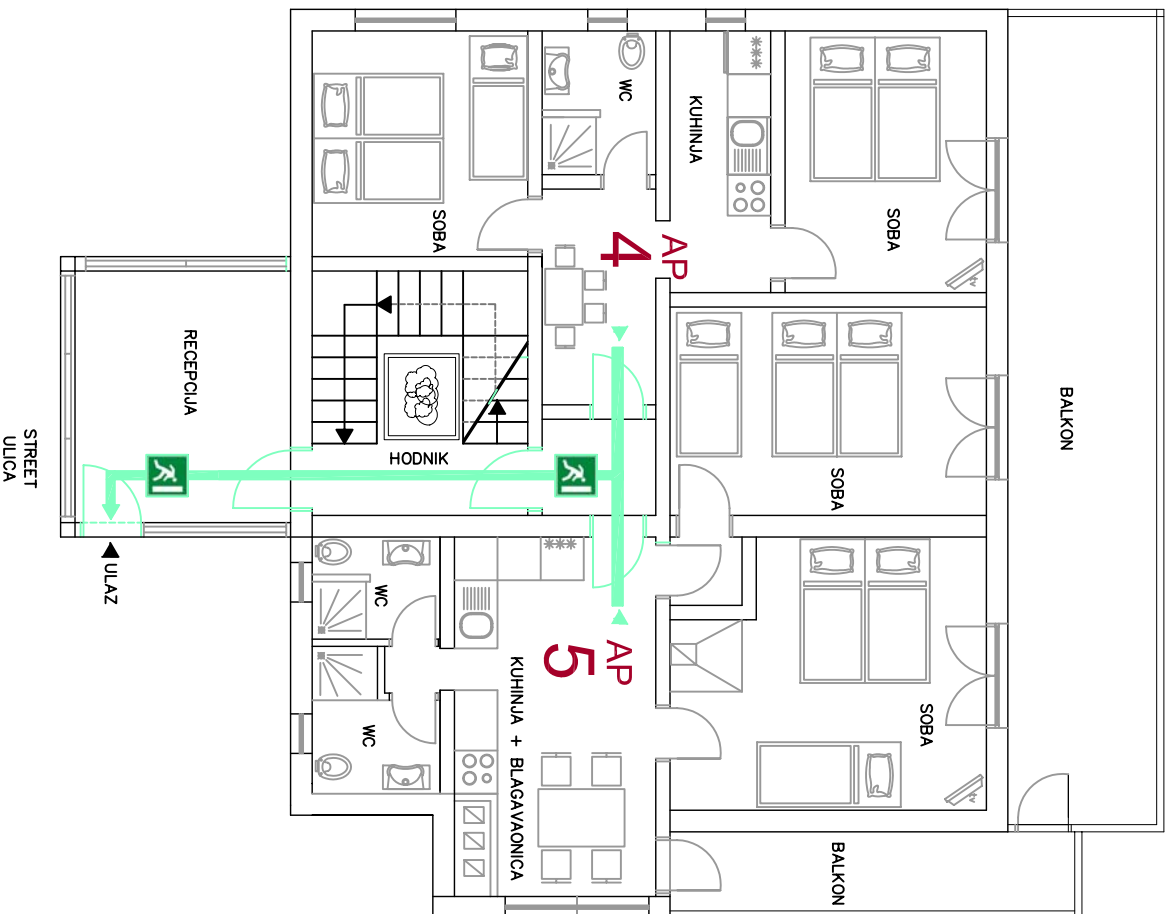 WC
KUHINJA
SOBA
SOBA
AP
4
RECEPCIJA
HODNIK
STREET
ULICA
ULAZ
BALKON
SOBA
WC
WC
AP
5
KUHINJA + BLAGAVAONICA
SOBA
BALKON